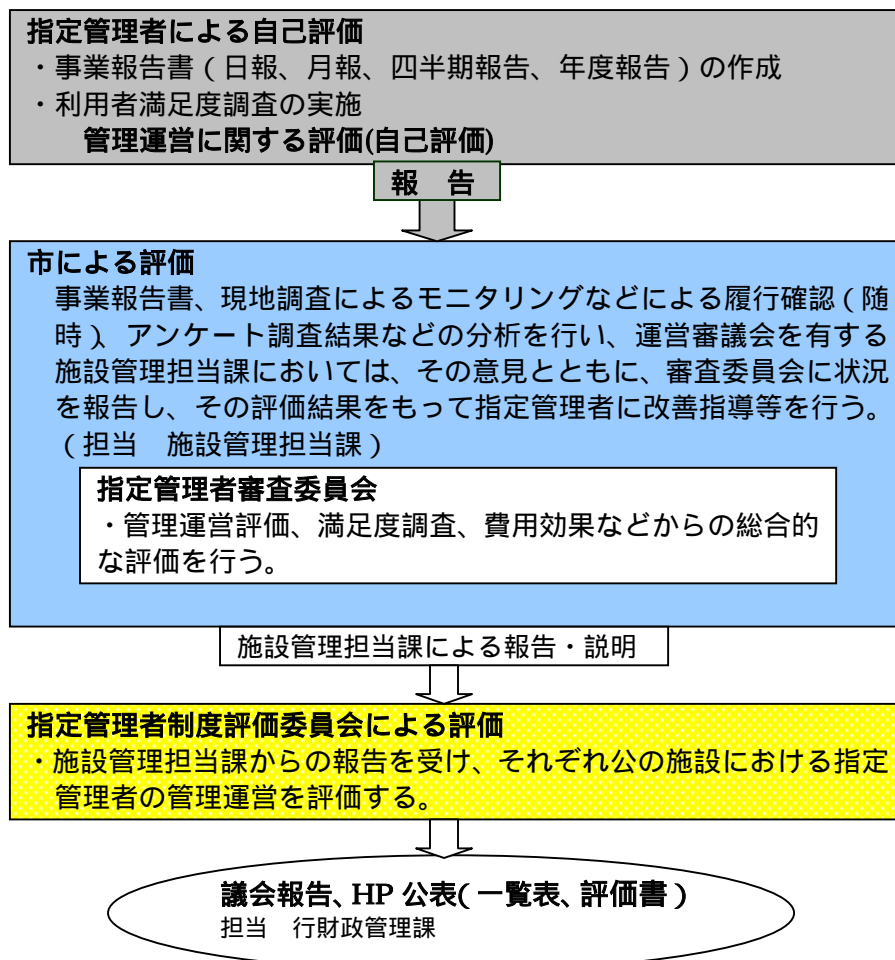 指定管理者による自己評価
・事業報告書（日報、月報、四半期報告、年度報告）の作成
・利用者満足度調査の実施
管理運営に関する評価(自己評価)
報　告
市による評価
事業報告書、現地調査によるモニタリングなどによる履行確認（随
時）、アンケート調査結果などの分析を行い、運営審議会を有する
施設管理担当課においては、その意見とともに、審査委員会に状況
を報告し、その評価結果をもって指定管理者に改善指導等を行う。
（担当　施設管理担当課）
指定管理者審査委員会
・管理運営評価、満足度調査、費用効果などからの総合的
な評価を行う。
施設管理担当課による報告・説明
指定管理者制度評価委員会による評価
・施設管理担当課からの報告を受け、それぞれ公の施設における指定
管理者の管理運営を評価する。
議会報告、HP 公表(一覧表、評価書）
担当　行財政管理課